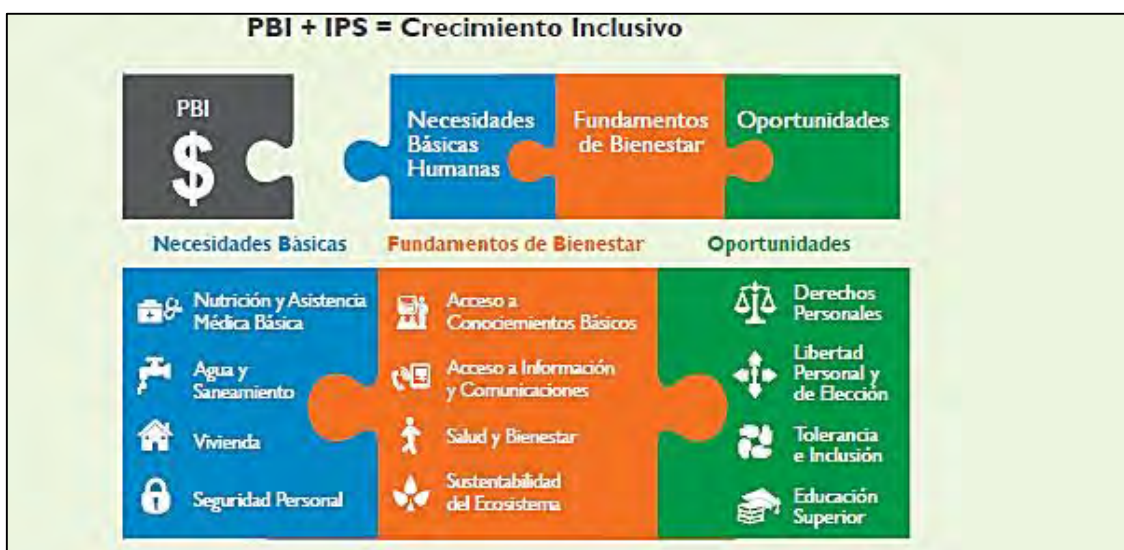 PBI + IPS = Crecimiento Inclusivo
PBI
$
Necesidades
Básicas
Humanas
Fundamentos
de Bienestar
Oportunidades
Necesidades Básicas
Fundamentos de Bienestar
Oportunidades
Nutrición y Asistencia
Médica Básica
Agua y
Saneamiento
Vivienda
Seguridad Personal
Acceso a
Conociemientos Básicos
Acceso a Información
y Comunicaciones
Salud y Bienestar
Sustentabilidad
del Ecosistema
Derechos
Personales
Libertad
Personal y
de Elección
Tolerancia
e Inclusión
Educación
Superior